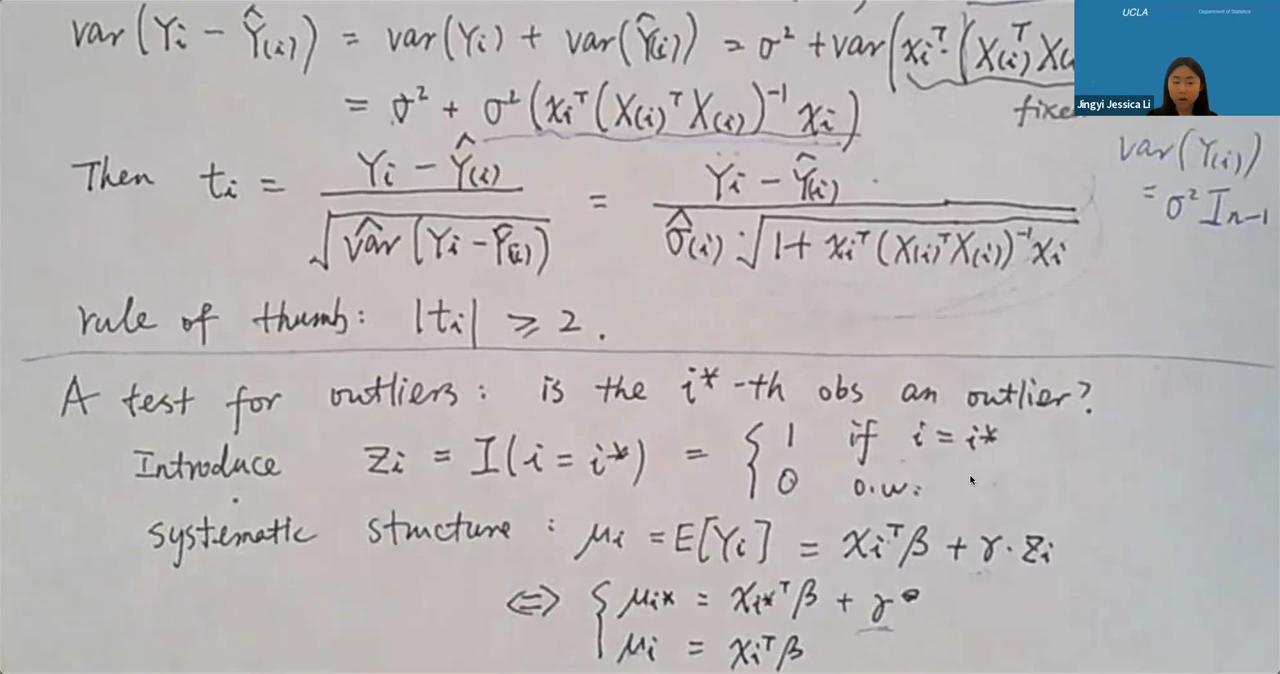 var(Yi − Ŷ(i)) = var(Yi) + var(Ŷ(i)) = σ² + var(xiᵀ(X(i)ᵀX(
= σ² + σ²(xiᵀ(X(i)ᵀX(i))⁻¹xi)
fixe
var(Y(i))
= σ²In−1
Then ti = (Yi − Ŷ(i)) / √(v̂ar(Yi − Ŷ(i))) = (Yi − Ŷ(i)) / (σ̂(i)·√(1 + xiᵀ(X(i)ᵀX(i))⁻¹xi))
rule of thumb: |ti| ⩾ 2.
A test for outliers: is the i*-th obs an outlier?
Introduce zi = I(i = i*) = { 1 if i = i*
0 o.w.
systematic structure: μi = E[Yi] = xiᵀβ + γ·zi
⇔ { μi* = xi*ᵀβ + γ
μi = xiᵀβ
UCLA Department of Statistics
Jingyi Jessica Li